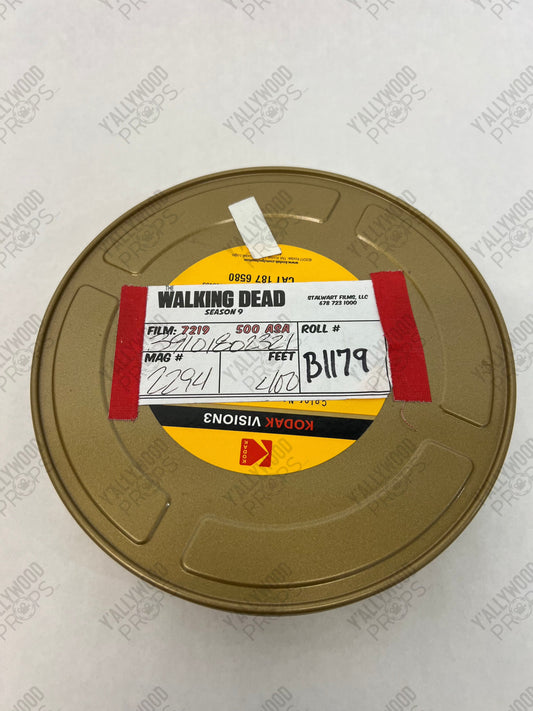 THE
WALKING DEAD
SEASON 9
STALWART FILMS, LLC
678 723 1000
FILM: 7219 500 ASA
ROLL #
39101802321
MAG #
FEET
2294
400
B1179
CAT 187 6580
KODAK VISION3
KODAK
Y'ALLYWOOD
PROPS